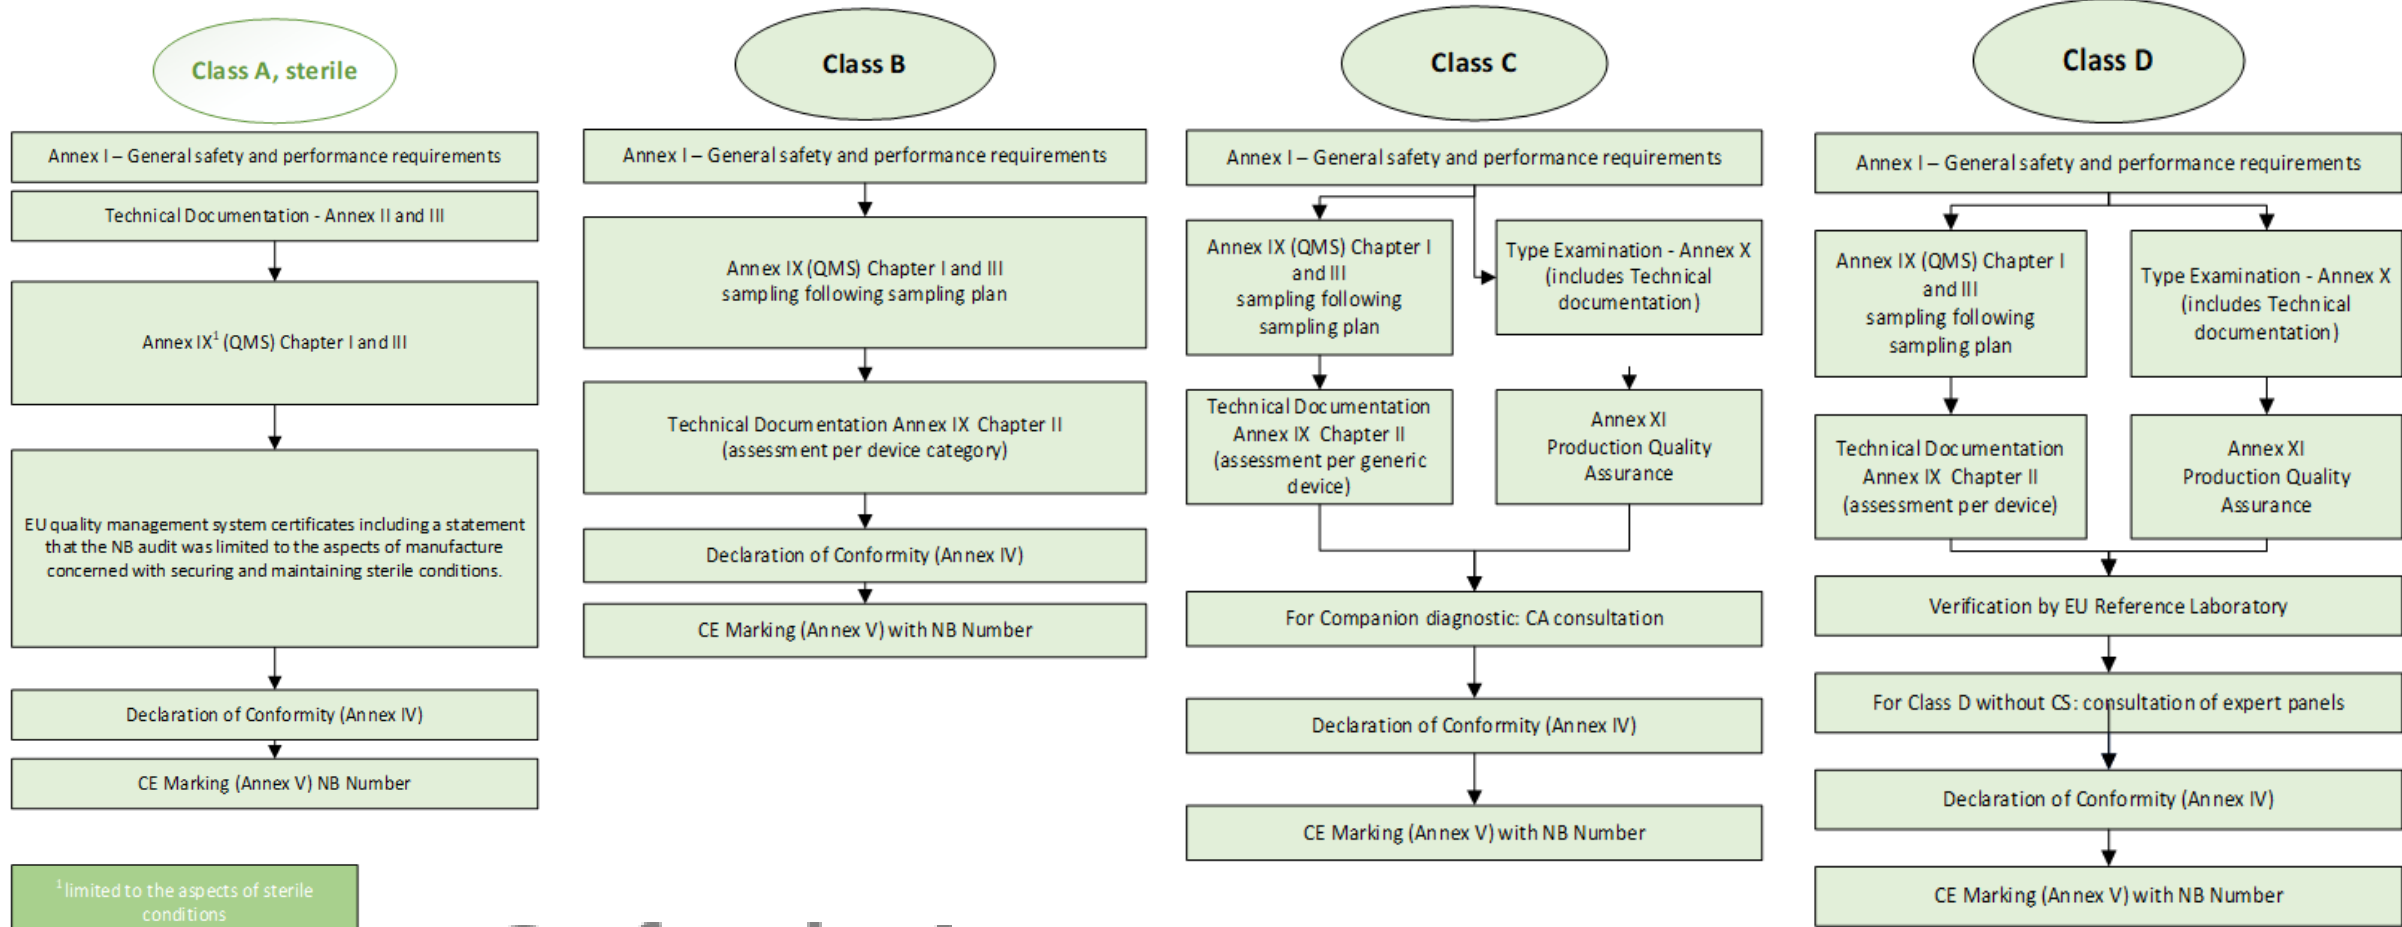 Class A, sterile
Annex I – General safety and performance requirements
Technical Documentation - Annex II and III
Annex IX¹ (QMS) Chapter I and III
EU quality management system certificates including a statement
that the NB audit was limited to the aspects of manufacture
concerned with securing and maintaining sterile conditions.
Declaration of Conformity (Annex IV)
CE Marking (Annex V) NB Number
¹ limited to the aspects of sterile
conditions
Class B
Annex I – General safety and performance requirements
Annex IX (QMS) Chapter I and III
sampling following sampling plan
Technical Documentation Annex IX Chapter II
(assessment per device category)
Declaration of Conformity (Annex IV)
CE Marking (Annex V) with NB Number
Class C
Annex I – General safety and performance requirements
Annex IX (QMS) Chapter I
and III
sampling following
sampling plan
Technical Documentation
Annex IX Chapter II
(assessment per generic
device)
Type Examination - Annex X
(includes Technical
documentation)
Annex XI
Production Quality
Assurance
For Companion diagnostic: CA consultation
Declaration of Conformity (Annex IV)
CE Marking (Annex V) with NB Number
Class D
Annex I – General safety and performance requirements
Annex IX (QMS) Chapter I
and III
sampling following
sampling plan
Technical Documentation
Annex IX Chapter II
(assessment per device)
Type Examination - Annex X
(includes Technical
documentation)
Annex XI
Production Quality
Assurance
Verification by EU Reference Laboratory
For Class D without CS: consultation of expert panels
Declaration of Conformity (Annex IV)
CE Marking (Annex V) with NB Number